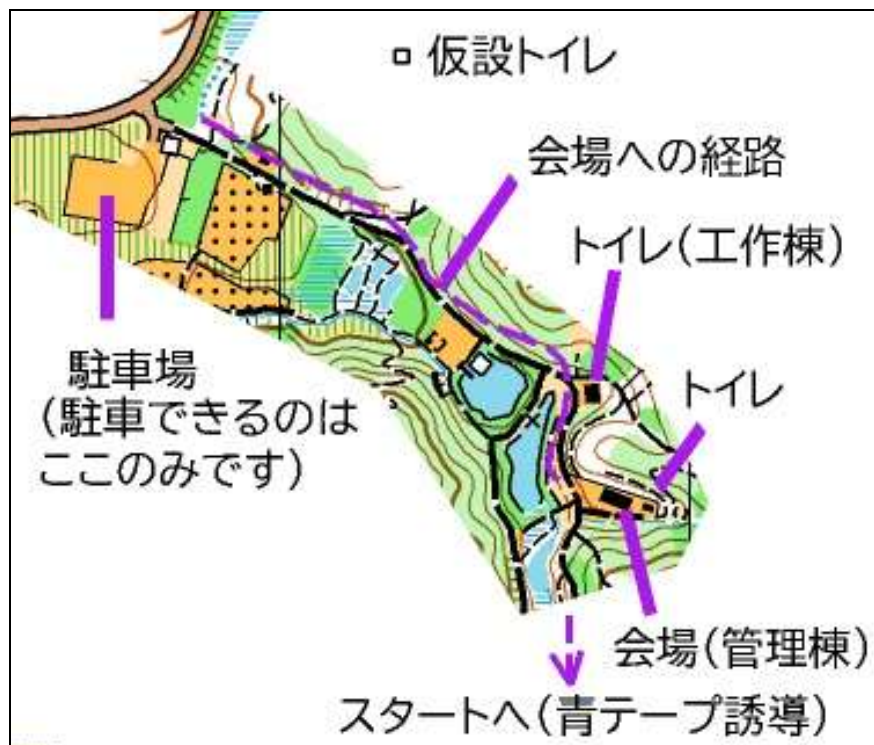 仮設トイレ
会場への経路
トイレ(工作棟)
トイレ
駐車場
(駐車できるのは
ここのみです)
会場(管理棟)
スタートへ(青テープ誘導)